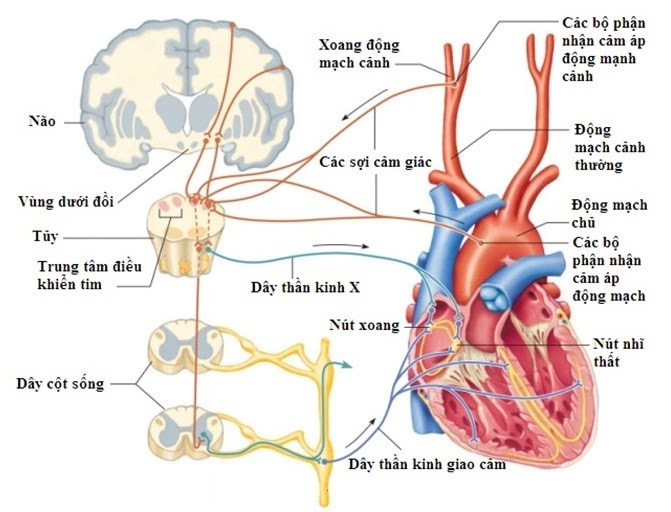 Các bộ phận
nhận cảm áp
động mạnh
cảnh
Xoang động
mạch cảnh
Não
Động
mạch cảnh
thường
Các sợi cảm giác
Vùng dưới đồi
Tủy
Trung tâm điều
khiển tim
Động mạch
chủ
Các bộ
phận nhận
cảm áp
động mạch
Dây thần kinh X
Nút xoang
Nút nhĩ
thất
Dây cột sống
Dây thần kinh giao cảm